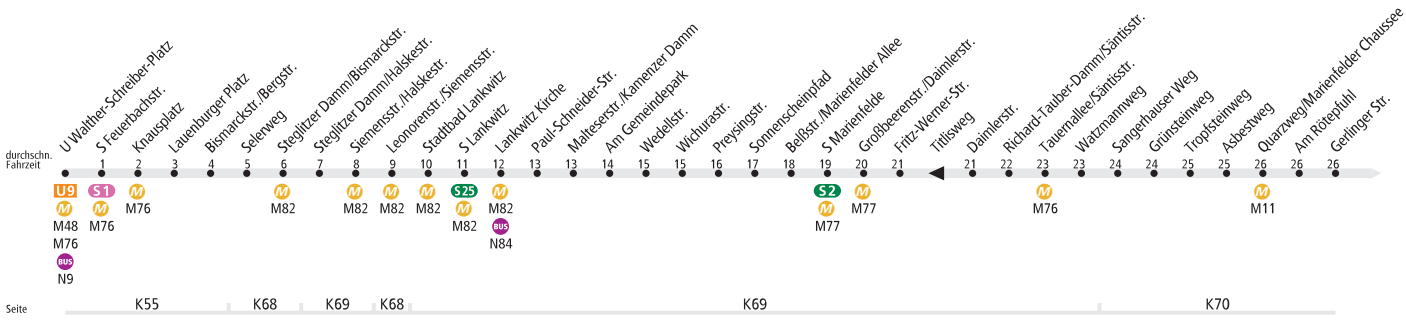 U Walther-Schreiber-Platz
S Feuerbachstr.
Knausplatz
Lauenburger Platz
Bismarckstr./Bergstr.
Selerweg
Steglitzer Damm/Bismarckstr.
Steglitzer Damm/Halskestr.
Siemensstr./Halskestr.
Leonorenstr./Siemensstr.
Stadtbad Lankwitz
S Lankwitz
Lankwitz Kirche
Paul-Schneider-Str.
Malteserstr./Kamenzer Damm
Am Gemeindepark
Wedellstr.
Wichurastr.
Preysingstr.
Sonnenscheinpfad
Belßstr./Marienfelder Allee
S Marienfelde
Großbeerenstr./Daimlerstr.
Fritz-Werner-Str.
Titlisweg
Daimlerstr.
Richard-Tauber-Damm/Säntisstr.
Tauernallee/Säntisstr.
Watzmannweg
Sangerhauser Weg
Grünsteinweg
Tropfsteinweg
Asbestweg
Quarzweg/Marienfelder Chaussee
Am Rötepfuhl
Gerlinger Str.
durchschn.
Fahrzeit 1 2 3 4 5 6 7 8 9 10 11 12 13 13 14 15 15 16 17 18 19 20 21 21 22 23 23 24 24 25 25 26 26 26
U9 S1 S25 S2
M M M M M M M M M M M M M
M48 M76 M76 M82 M82 M82 M82 M82 M82 M77 M77 M76 M11
M76
BUS
N9
BUS
N84
Seite K55 K68 K69 K68 K69 K70